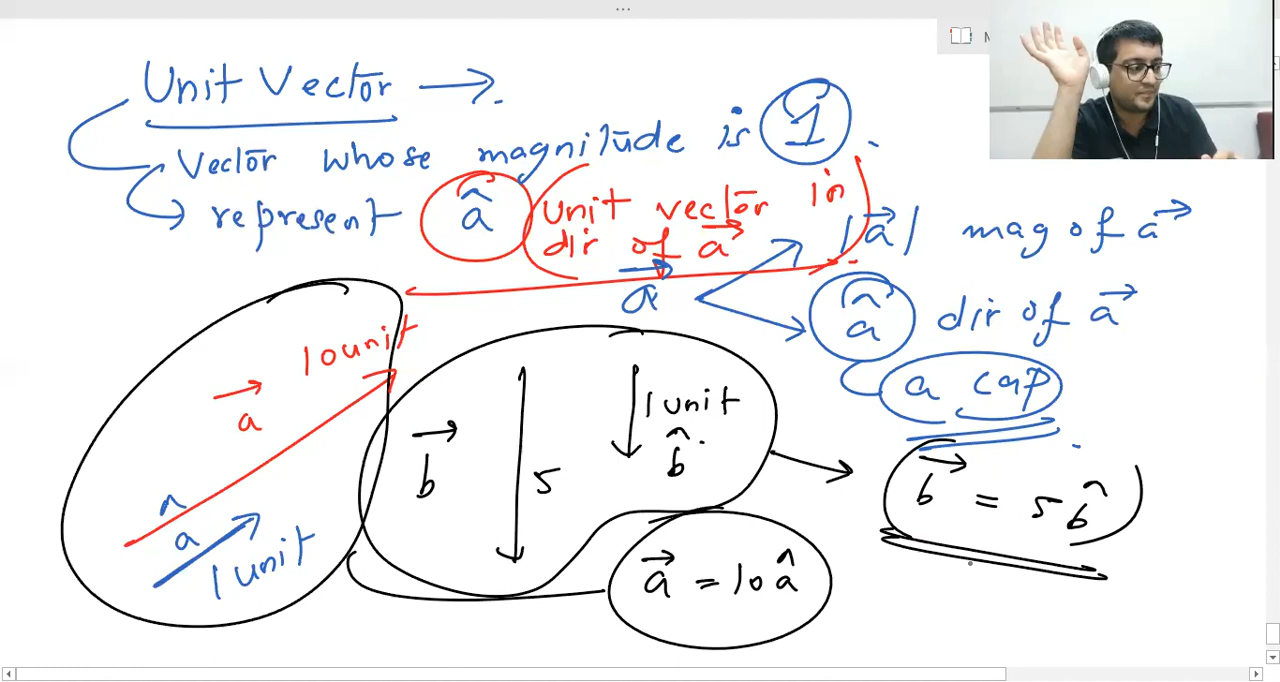 Unit Vector →
Vector whose magnitude is 1.
represent â (unit vector in
dir of a⃗)
a⃗
|a⃗| mag of a⃗
â dir of a⃗
a cap
10 unit
a⃗
â
1 unit
b⃗
5
1 unit
b̂
b⃗ = 5b̂
a⃗ = 10â